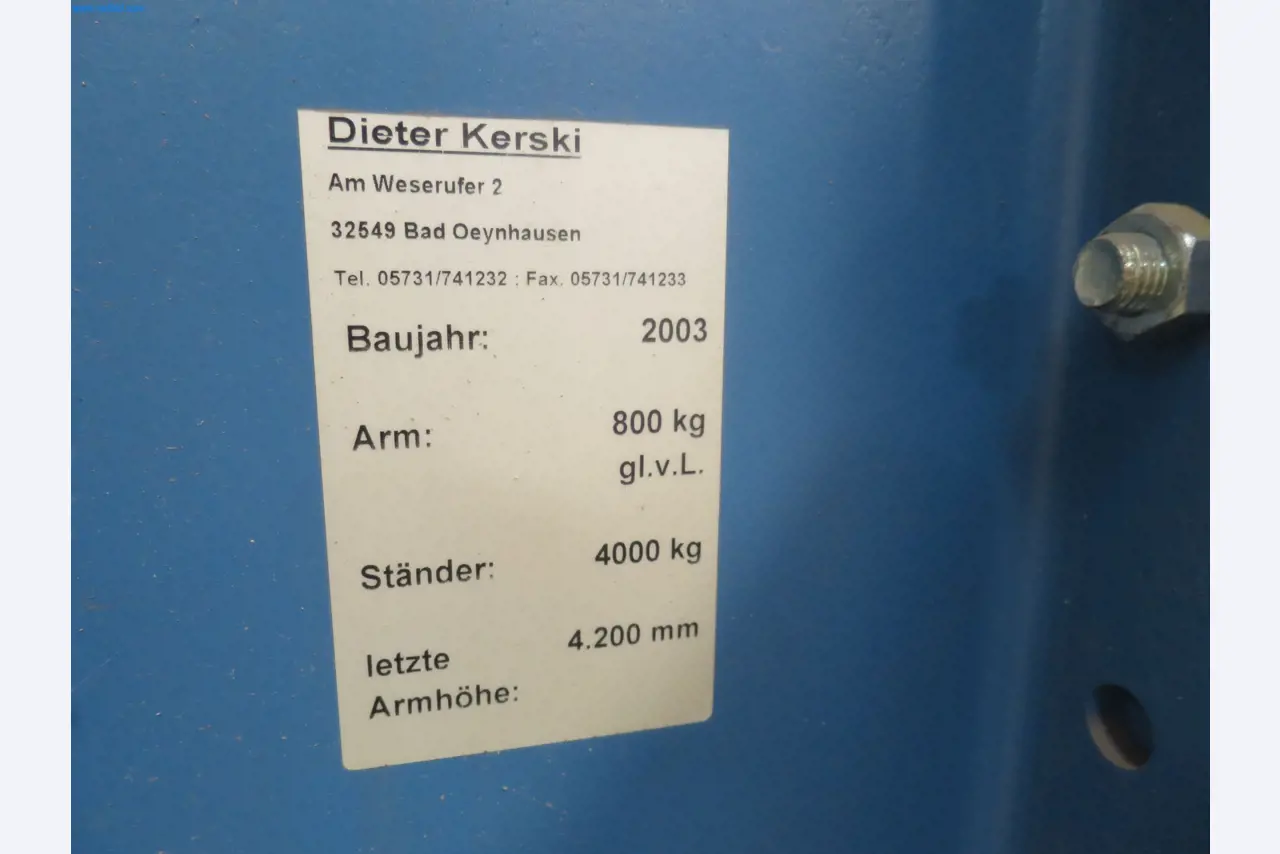 Dieter Kerski
Am Weserufer 2
32549 Bad Oeynhausen
Tel. 05731/741232 : Fax. 05731/741233
Baujahr: 2003
Arm: 800 kg
gl.v.L.
Ständer: 4000 kg
letzte 4.200 mm
Armhöhe: